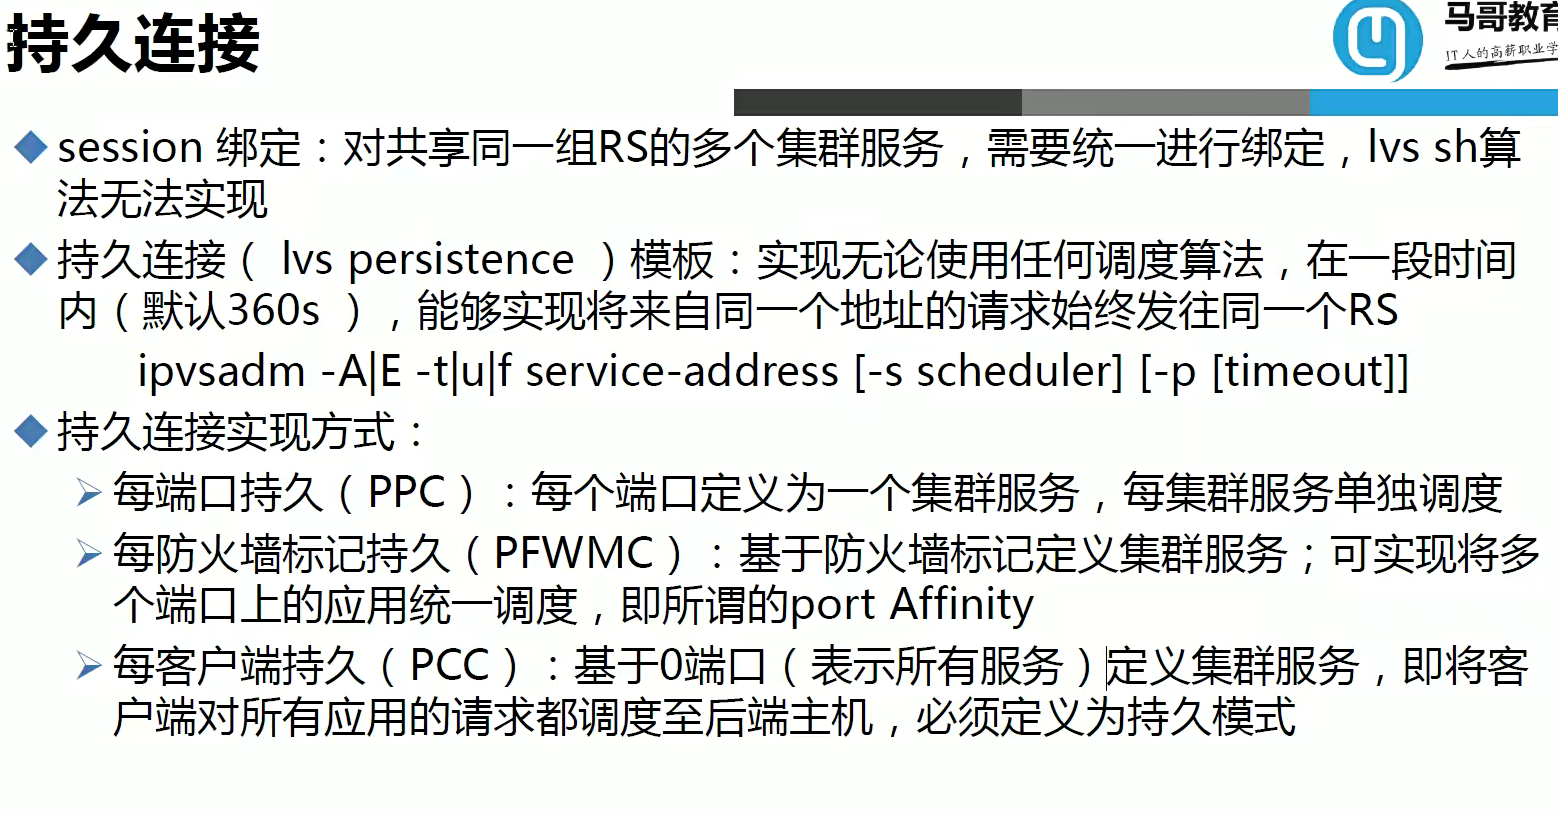 持久连接
马哥教育
IT人的高薪职业学
session 绑定：对共享同一组RS的多个集群服务，需要统一进行绑定，lvs sh算
法无法实现
持久连接（ lvs persistence ）模板：实现无论使用任何调度算法，在一段时间
内（默认360s ），能够实现将来自同一个地址的请求始终发往同一个RS
ipvsadm -A|E -t|u|f service-address [-s scheduler] [-p [timeout]]
持久连接实现方式：
每端口持久（PPC）：每个端口定义为一个集群服务，每集群服务单独调度
每防火墙标记持久（PFWMC）：基于防火墙标记定义集群服务；可实现将多
个端口上的应用统一调度，即所谓的port Affinity
每客户端持久（PCC）：基于0端口（表示所有服务）定义集群服务，即将客
户端对所有应用的请求都调度至后端主机，必须定义为持久模式